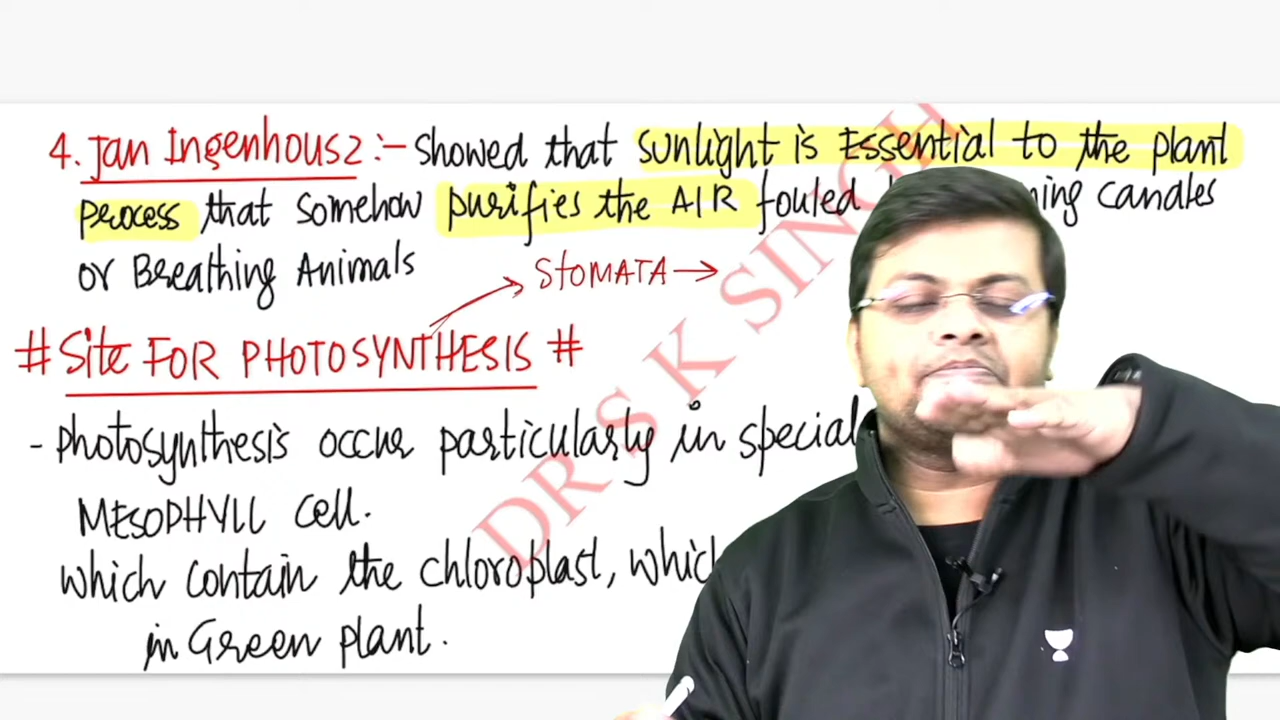 4. Jan Ingenhousz :- showed that sunlight is Essential to the plant
process that somehow purifies the AIR fouled candles
or Breathing Animals
STOMATA →
# Site FOR PHOTOSYNTHESIS #
- photosynthesis occur particularly in special
MESOPHYLL cell.
which contain the chloroplast, which
in Green plant.
DR S K SINGH